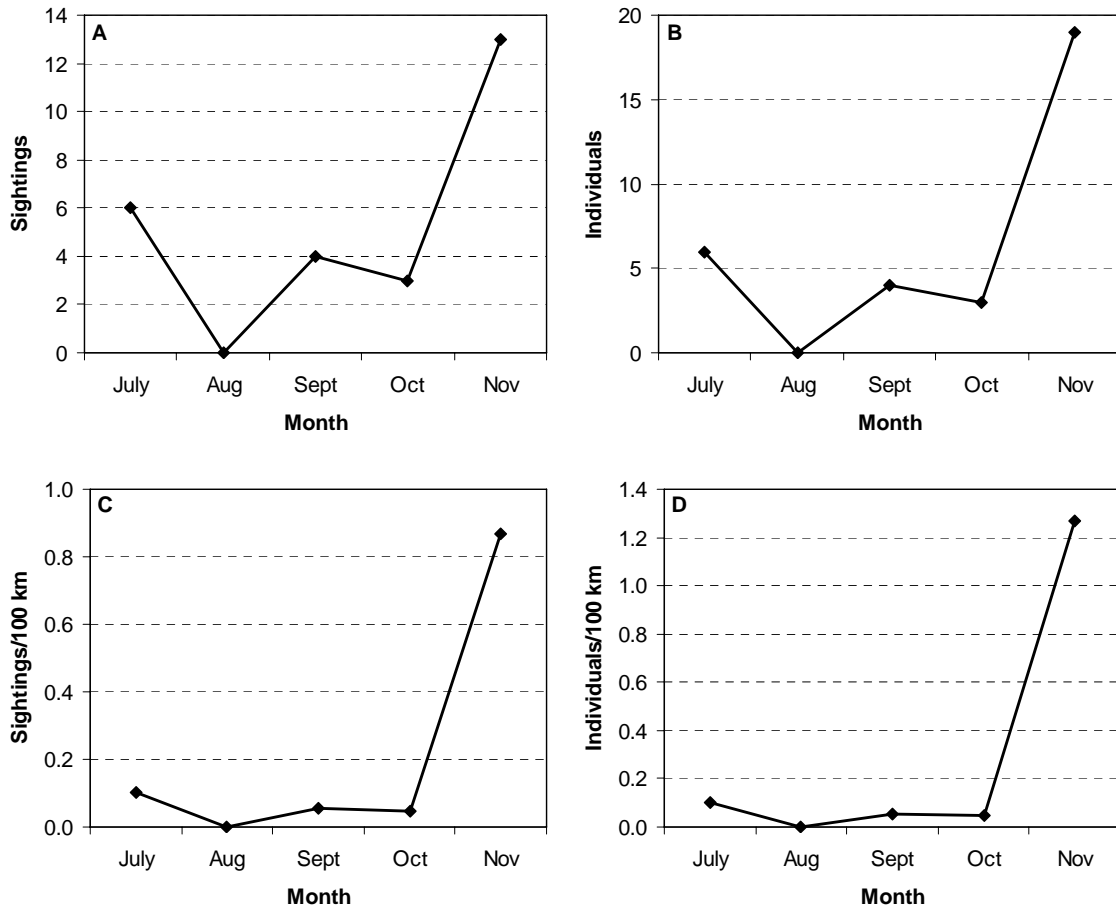 A
Sightings
14
12
10
8
6
4
2
0
July Aug Sept Oct Nov
Month
B
Individuals
20
15
10
5
0
July Aug Sept Oct Nov
Month
C
Sightings/100 km
1.0
0.8
0.6
0.4
0.2
0.0
July Aug Sept Oct Nov
Month
D
Individuals/100 km
1.4
1.2
1.0
0.8
0.6
0.4
0.2
0.0
July Aug Sept Oct Nov
Month